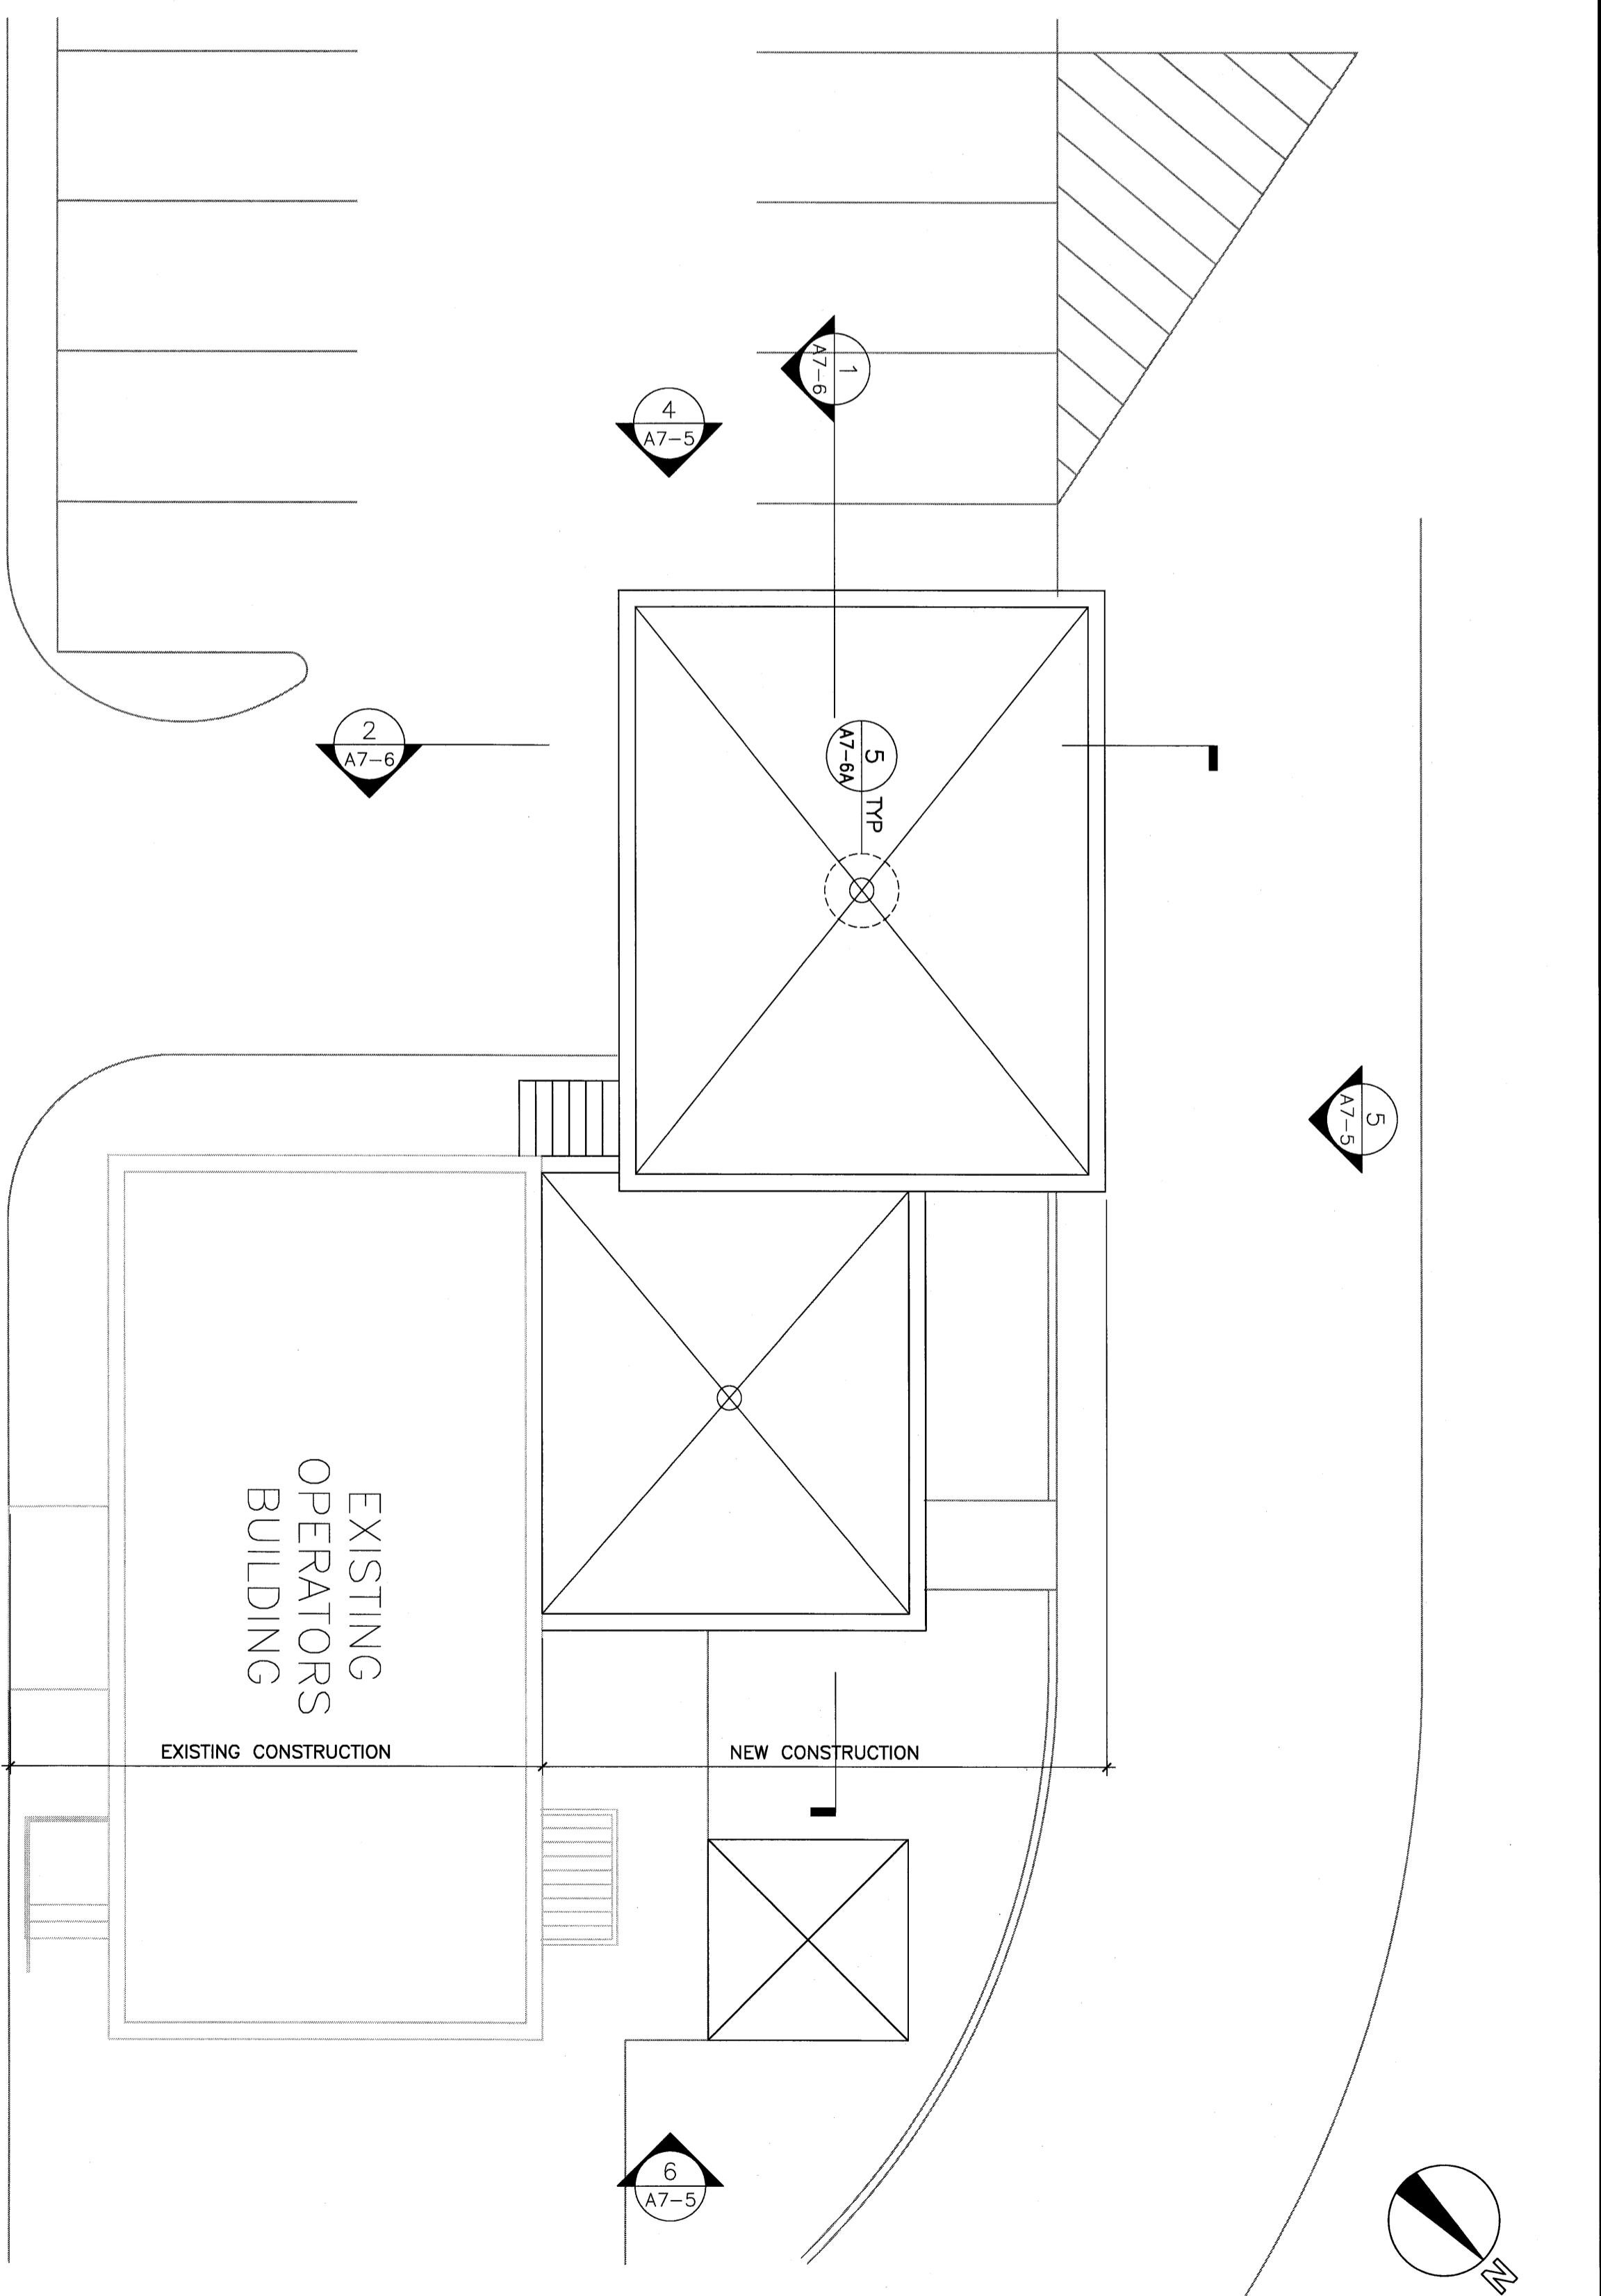 1
A7-6
4
A7-5
2
A7-6
5
A7-6A
TYP
5
A7-5
EXISTING
OPERATORS
BUILDING
EXISTING CONSTRUCTION
NEW CONSTRUCTION
6
A7-5
N